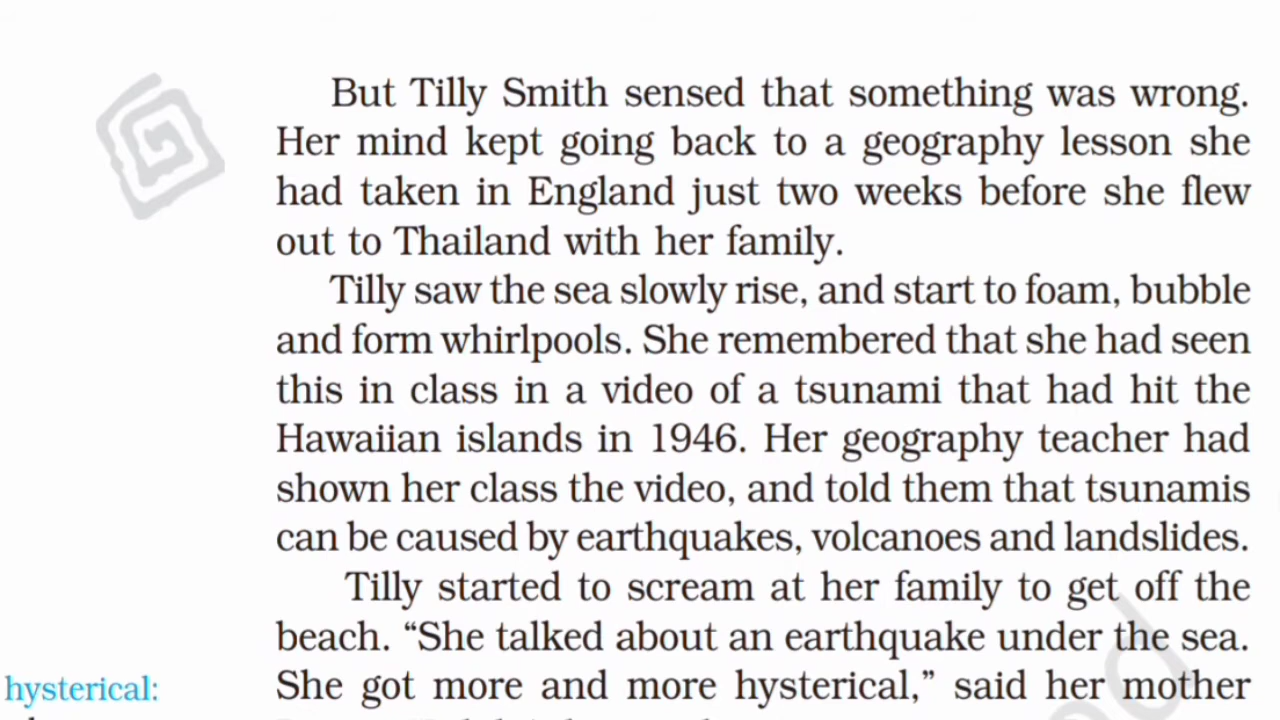 But Tilly Smith sensed that something was wrong.
Her mind kept going back to a geography lesson she
had taken in England just two weeks before she flew
out to Thailand with her family.
Tilly saw the sea slowly rise, and start to foam, bubble
and form whirlpools. She remembered that she had seen
this in class in a video of a tsunami that had hit the
Hawaiian islands in 1946. Her geography teacher had
shown her class the video, and told them that tsunamis
can be caused by earthquakes, volcanoes and landslides.
Tilly started to scream at her family to get off the
beach. “She talked about an earthquake under the sea.
hysterical:
She got more and more hysterical,” said her mother